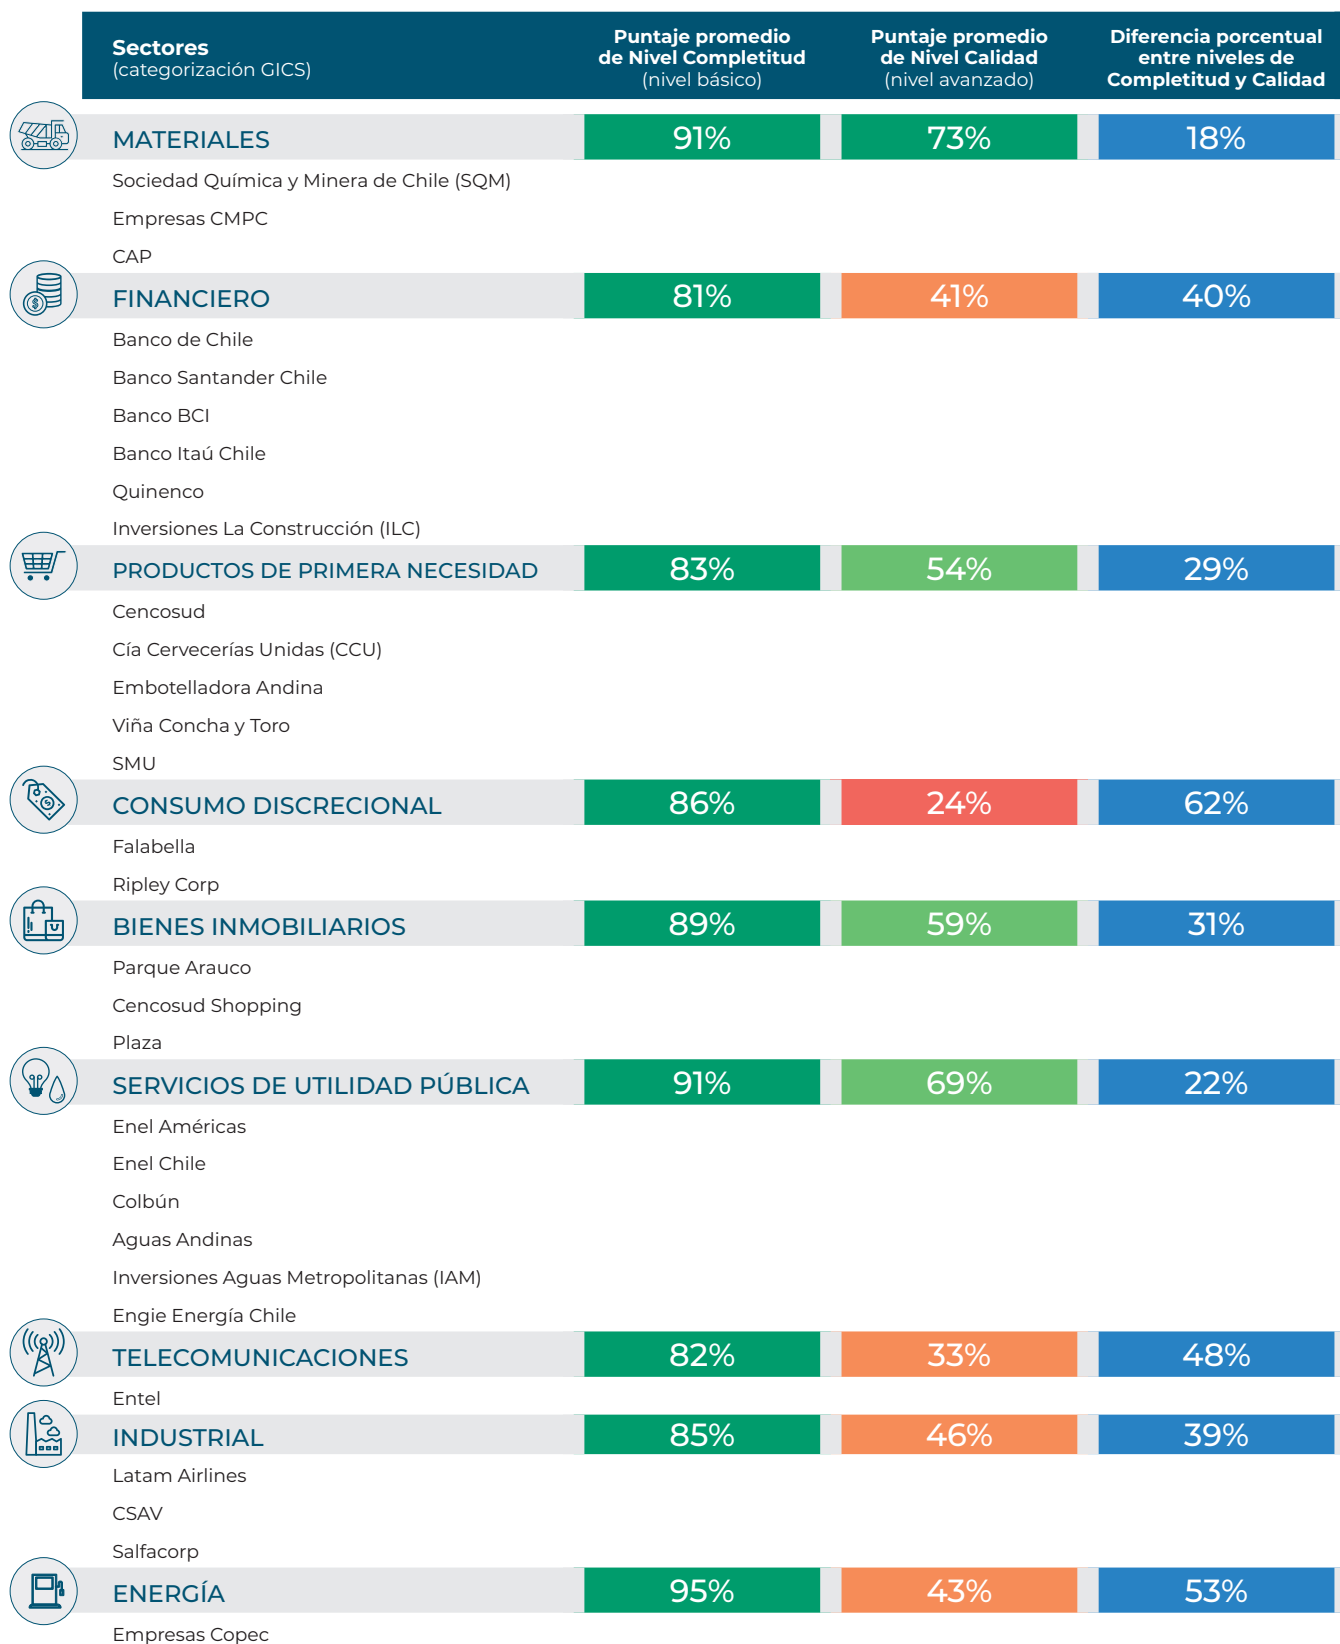 Sectores
(categorización GICS)
Puntaje promedio
de Nivel Completitud
(nivel básico)
Puntaje promedio
de Nivel Calidad
(nivel avanzado)
Diferencia porcentual
entre niveles de
Completitud y Calidad
MATERIALES 91% 73% 18%
Sociedad Química y Minera de Chile (SQM)
Empresas CMPC
CAP
FINANCIERO 81% 41% 40%
Banco de Chile
Banco Santander Chile
Banco BCI
Banco Itaú Chile
Quinenco
Inversiones La Construcción (ILC)
PRODUCTOS DE PRIMERA NECESIDAD 83% 54% 29%
Cencosud
Cía Cervecerías Unidas (CCU)
Embotelladora Andina
Viña Concha y Toro
SMU
CONSUMO DISCRECIONAL 86% 24% 62%
Falabella
Ripley Corp
BIENES INMOBILIARIOS 89% 59% 31%
Parque Arauco
Cencosud Shopping
Plaza
SERVICIOS DE UTILIDAD PÚBLICA 91% 69% 22%
Enel Américas
Enel Chile
Colbún
Aguas Andinas
Inversiones Aguas Metropolitanas (IAM)
Engie Energía Chile
TELECOMUNICACIONES 82% 33% 48%
Entel
INDUSTRIAL 85% 46% 39%
Latam Airlines
CSAV
Salfacorp
ENERGÍA 95% 43% 53%
Empresas Copec